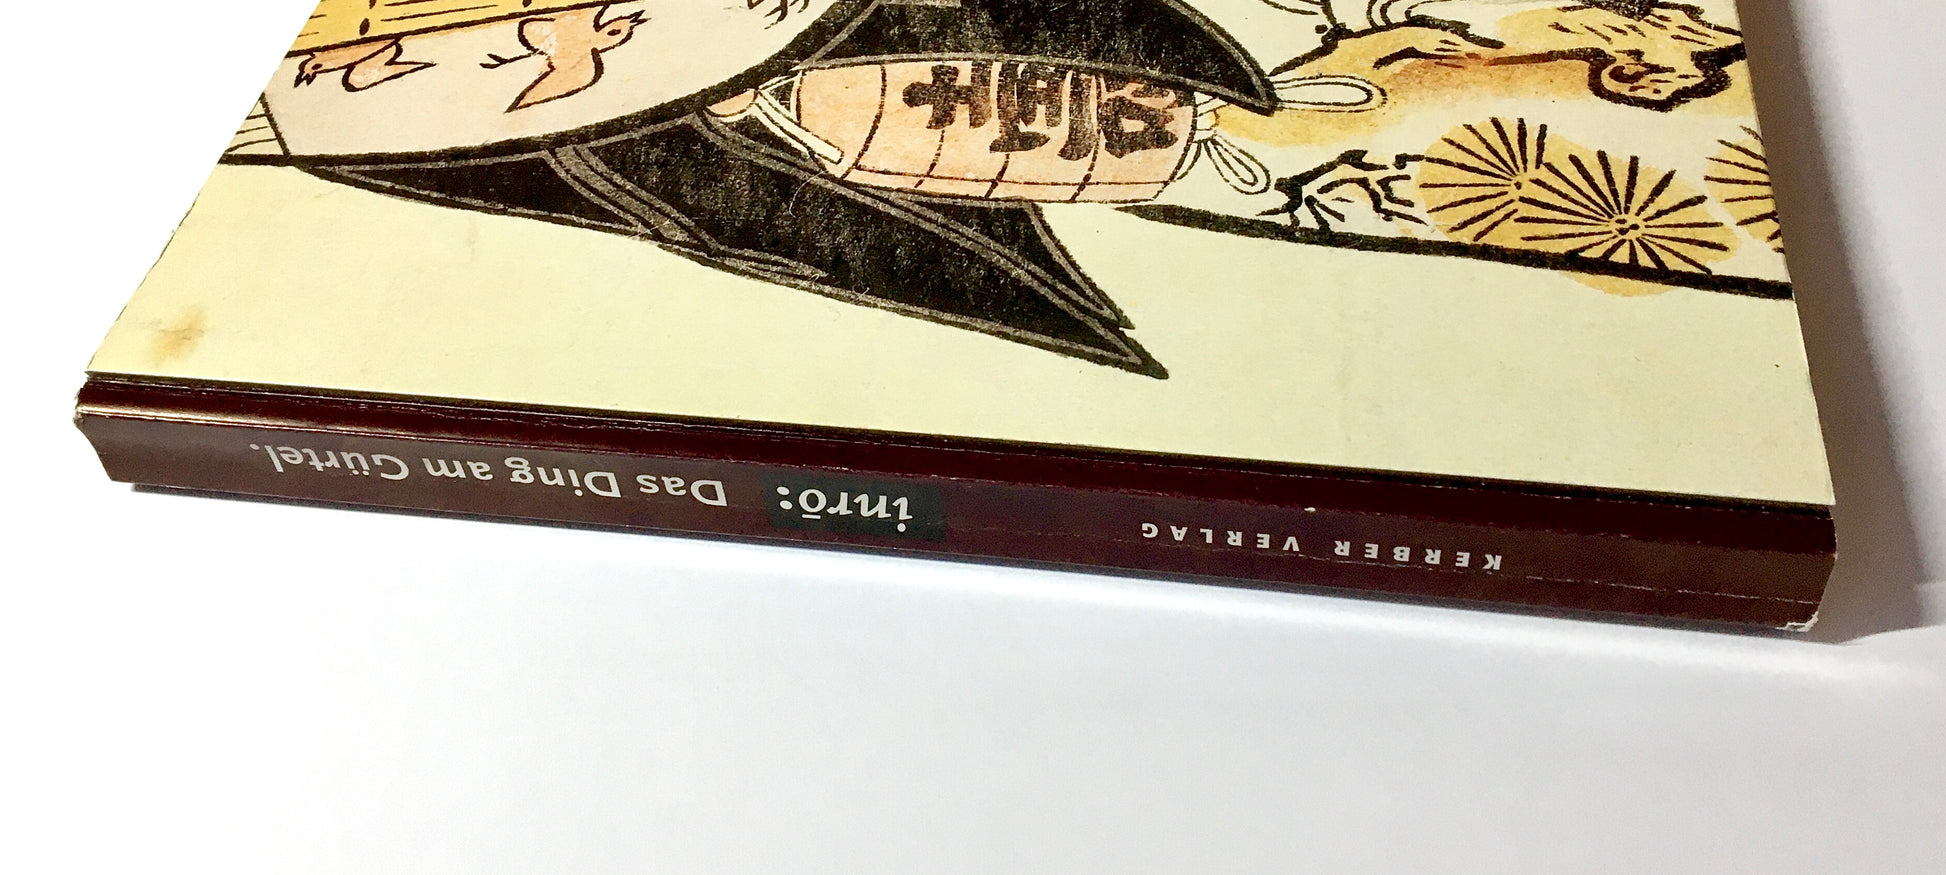 inrō: Das Ding am Gürtel.
KERBER VERLAG